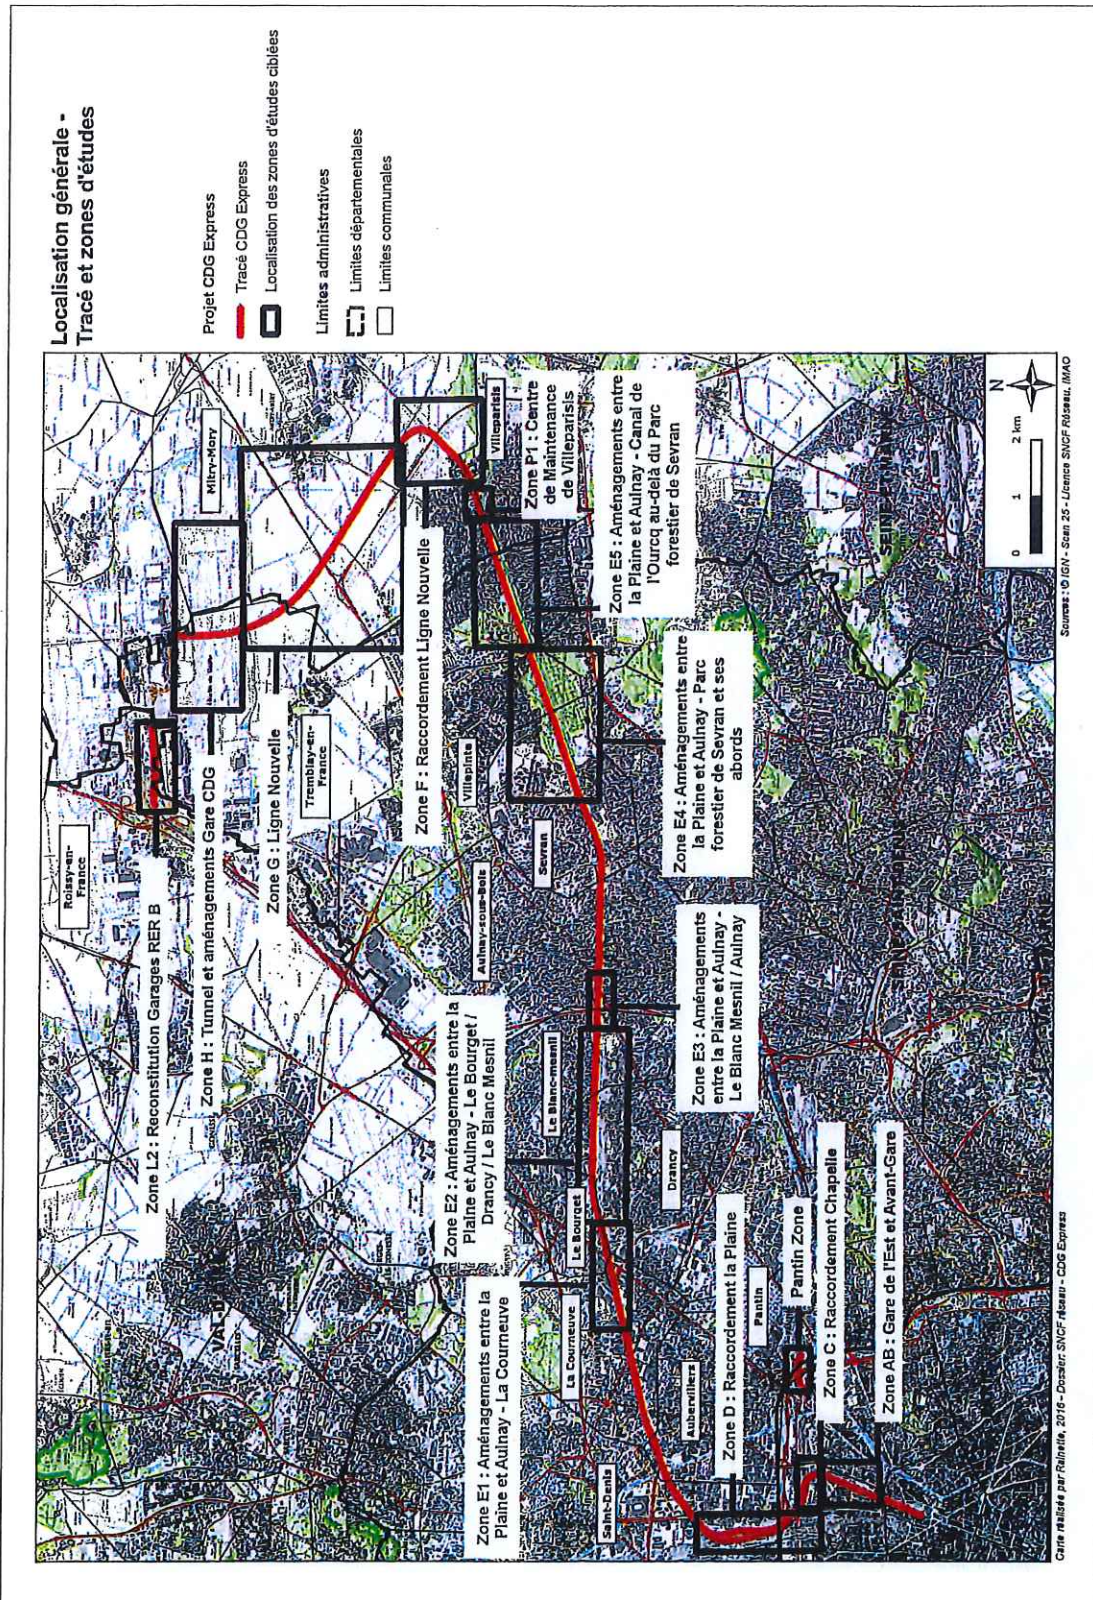 Localisation générale -
Tracé et zones d'études
Projet CDG Express
Tracé CDG Express
Localisation des zones d'études ciblées
Limites administratives
Limites départementales
Limites communales
Roissy-en-
France
Mitry-Mory
Zone L2 : Reconstitution Garages RER B
Zone H : Tunnel et aménagements Gare CDG
Zone G : Ligne Nouvelle
Tremblay-en-
France
Zone F : Raccordement Ligne Nouvelle
Villeparisis
Zone P1 : Centre
de Maintenance
de Villeparisis
Zone E5 : Aménagements entre
la Plaine et Aulnay - Canal de
l'Ourcq au-delà du Parc
forestier de Sevran
Villepinte
Sevran
Aulnay-sous-Bois
Zone E4 : Aménagements entre
la Plaine et Aulnay - Parc
forestier de Sevran et ses
abords
Zone E2 : Aménagements entre la
Plaine et Aulnay - Le Bourget /
Drancy / Le Blanc Mesnil
Le Blanc-mesnil
Zone E3 : Aménagements
entre la Plaine et Aulnay -
Le Blanc Mesnil / Aulnay
Drancy
Le Bourget
Zone E1 : Aménagements entre la
Plaine et Aulnay - La Courneuve
La Courneuve
Aubervilliers
Saint-Denis
Zone D : Raccordement la Plaine
Pantin
Pantin Zone
Zone C : Raccordement Chapelle
Zone AB : Gare de l'Est et Avant-Gare
SEINE-ET-MARNE
N
0 1 2 km
Carte réalisée par Rainette, 2016 - Dossier: SNCF réseau - CDG Express
Sources : © IGN - Scan 25 - Licence SNCF Réseau, IMAO